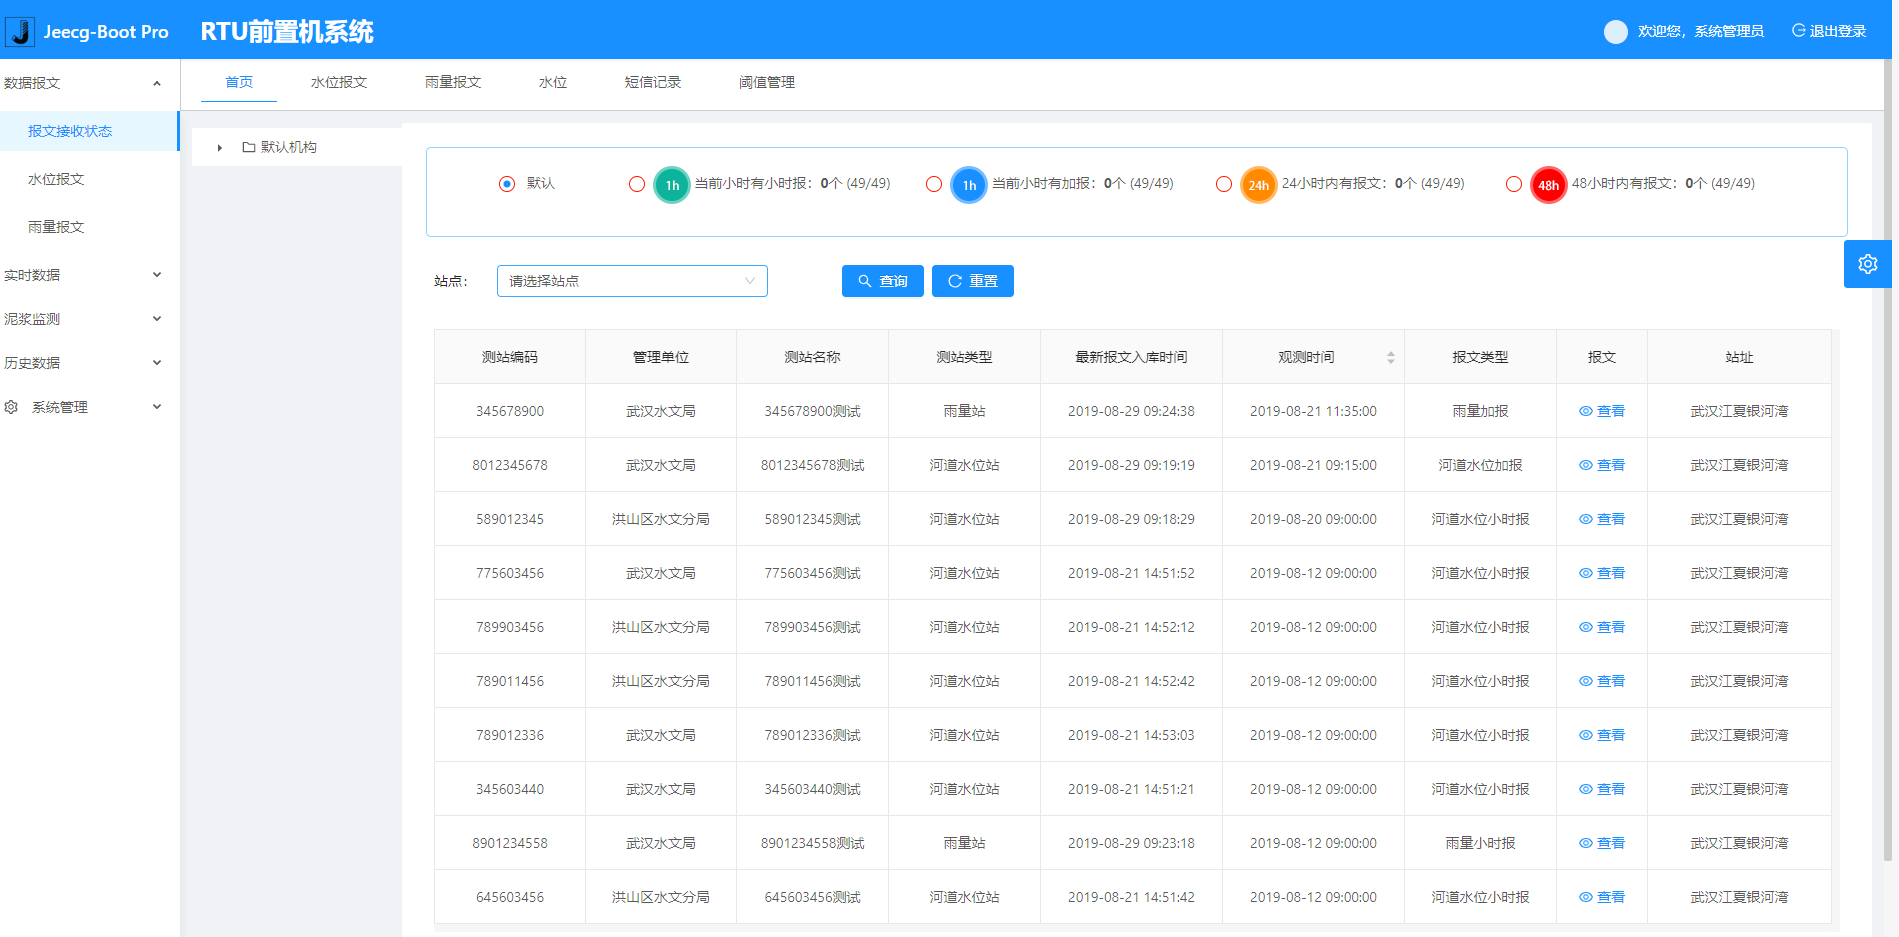 Jeecg-Boot Pro RTU前置机系统 欢迎您，系统管理员 退出登录
数据报文
首页 水位报文 雨量报文 水位 短信记录 阈值管理
报文接收状态
水位报文
雨量报文
实时数据
泥浆监测
历史数据
系统管理
默认机构
默认 1h 当前小时有小时报：0个 (49/49) 1h 当前小时有加报：0个 (49/49) 24h 24小时内有报文：0个 (49/49) 48h 48小时内有报文：0个 (49/49)
站点： 请选择站点 查询 重置
测站编码 管理单位 测站名称 测站类型 最新报文入库时间 观测时间 报文类型 报文 站址
345678900 武汉水文局 345678900测试 雨量站 2019-08-29 09:24:38 2019-08-21 11:35:00 雨量加报 查看 武汉江夏银河湾
8012345678 武汉水文局 8012345678测试 河道水位站 2019-08-29 09:19:19 2019-08-21 09:15:00 河道水位加报 查看 武汉江夏银河湾
589012345 洪山区水文分局 589012345测试 河道水位站 2019-08-29 09:18:29 2019-08-20 09:00:00 河道水位小时报 查看 武汉江夏银河湾
775603456 武汉水文局 775603456测试 河道水位站 2019-08-21 14:51:52 2019-08-12 09:00:00 河道水位小时报 查看 武汉江夏银河湾
789903456 洪山区水文分局 789903456测试 河道水位站 2019-08-21 14:52:12 2019-08-12 09:00:00 河道水位小时报 查看 武汉江夏银河湾
789011456 洪山区水文分局 789011456测试 河道水位站 2019-08-21 14:52:42 2019-08-12 09:00:00 河道水位小时报 查看 武汉江夏银河湾
789012336 武汉水文局 789012336测试 河道水位站 2019-08-21 14:53:03 2019-08-12 09:00:00 河道水位小时报 查看 武汉江夏银河湾
345603440 武汉水文局 345603440测试 河道水位站 2019-08-21 14:51:21 2019-08-12 09:00:00 河道水位小时报 查看 武汉江夏银河湾
8901234558 武汉水文局 8901234558测试 雨量站 2019-08-29 09:23:18 2019-08-12 09:00:00 雨量小时报 查看 武汉江夏银河湾
645603456 洪山区水文分局 645603456测试 河道水位站 2019-08-21 14:51:42 2019-08-12 09:00:00 河道水位小时报 查看 武汉江夏银河湾